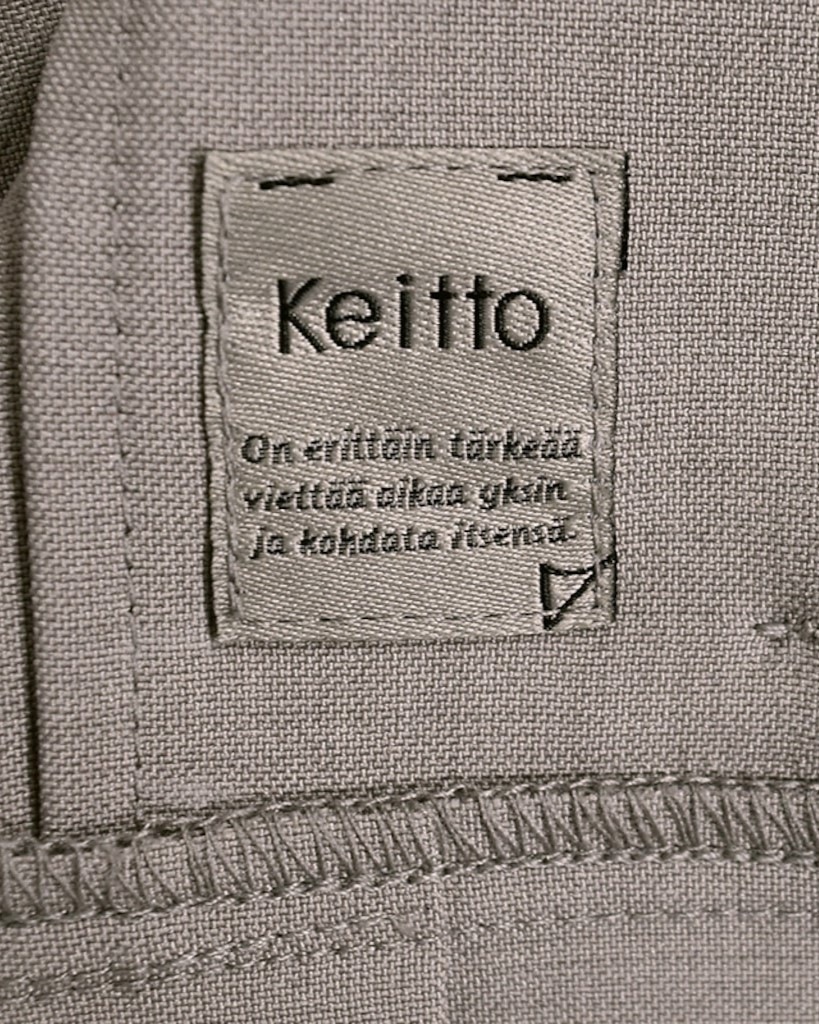 Keitto
On erittäin tärkeää
viettää aikaa yksin
ja kohdata itsensä.